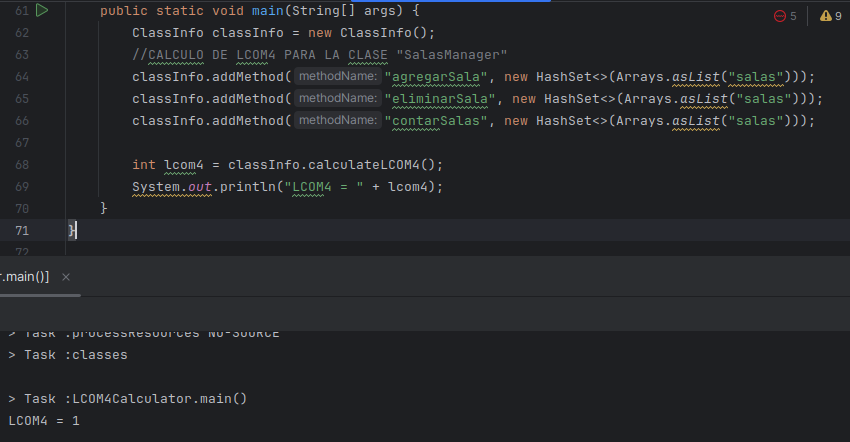 61 public static void main(String[] args) {
5 9
62 ClassInfo classInfo = new ClassInfo();
63 //CALCULO DE LCOM4 PARA LA CLASE "SalasManager"
64 classInfo.addMethod( methodName: "agregarSala", new HashSet<>(Arrays.asList("salas")));
65 classInfo.addMethod( methodName: "eliminarSala", new HashSet<>(Arrays.asList("salas")));
66 classInfo.addMethod( methodName: "contarSalas", new HashSet<>(Arrays.asList("salas")));
67
68 int lcom4 = classInfo.calculateLCOM4();
69 System.out.println("LCOM4 = " + lcom4);
70 }
71 }
72
r.main()] ×
> Task :processResources NO-SOURCE
> Task :classes
> Task :LCOM4Calculator.main()
LCOM4 = 1